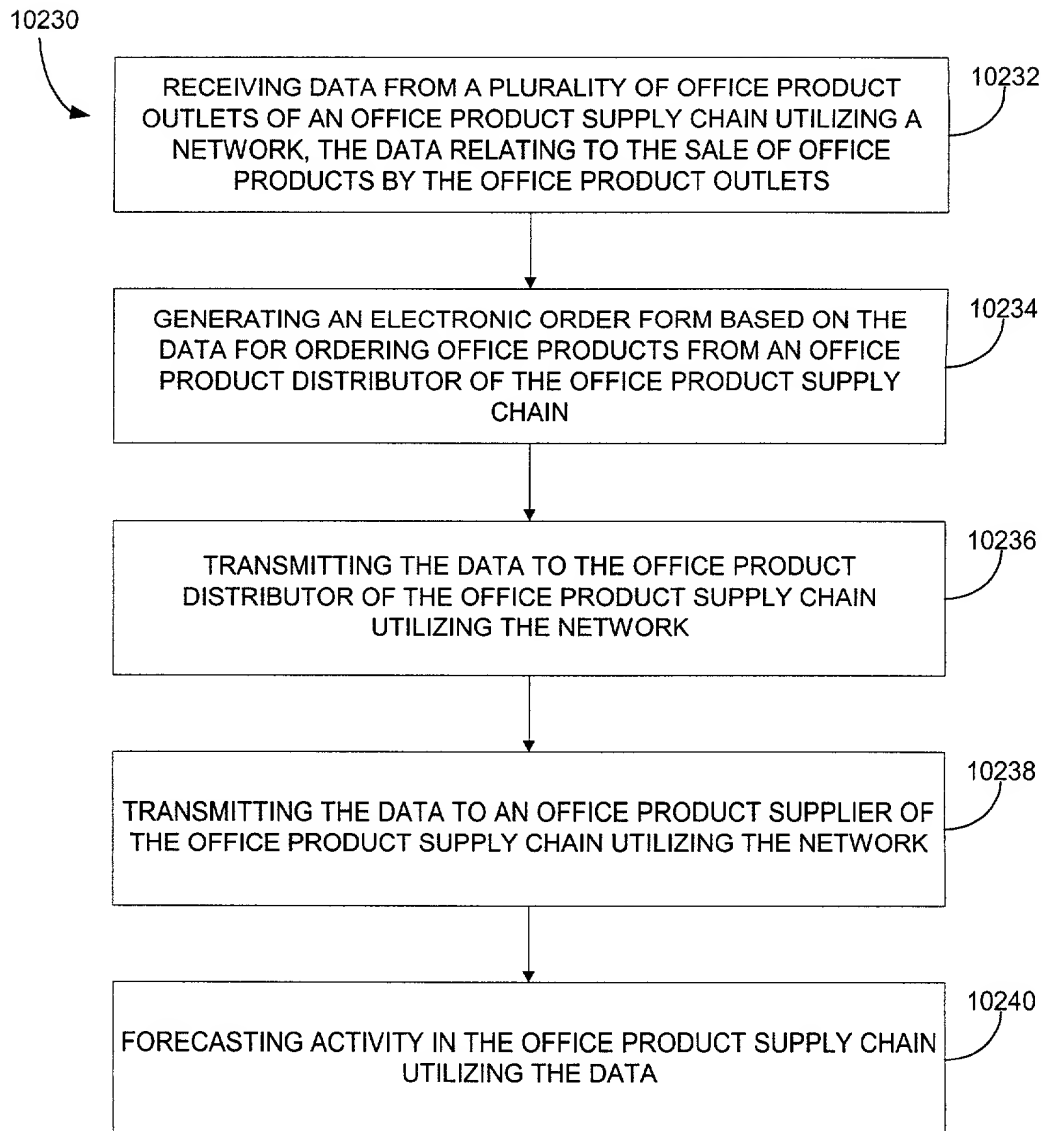 10230
RECEIVING DATA FROM A PLURALITY OF OFFICE PRODUCT
OUTLETS OF AN OFFICE PRODUCT SUPPLY CHAIN UTILIZING A
NETWORK, THE DATA RELATING TO THE SALE OF OFFICE
PRODUCTS BY THE OFFICE PRODUCT OUTLETS
10232
GENERATING AN ELECTRONIC ORDER FORM BASED ON THE
DATA FOR ORDERING OFFICE PRODUCTS FROM AN OFFICE
PRODUCT DISTRIBUTOR OF THE OFFICE PRODUCT SUPPLY
CHAIN
10234
TRANSMITTING THE DATA TO THE OFFICE PRODUCT
DISTRIBUTOR OF THE OFFICE PRODUCT SUPPLY CHAIN
UTILIZING THE NETWORK
10236
TRANSMITTING THE DATA TO AN OFFICE PRODUCT SUPPLIER OF
THE OFFICE PRODUCT SUPPLY CHAIN UTILIZING THE NETWORK
10238
FORECASTING ACTIVITY IN THE OFFICE PRODUCT SUPPLY CHAIN
UTILIZING THE DATA
10240